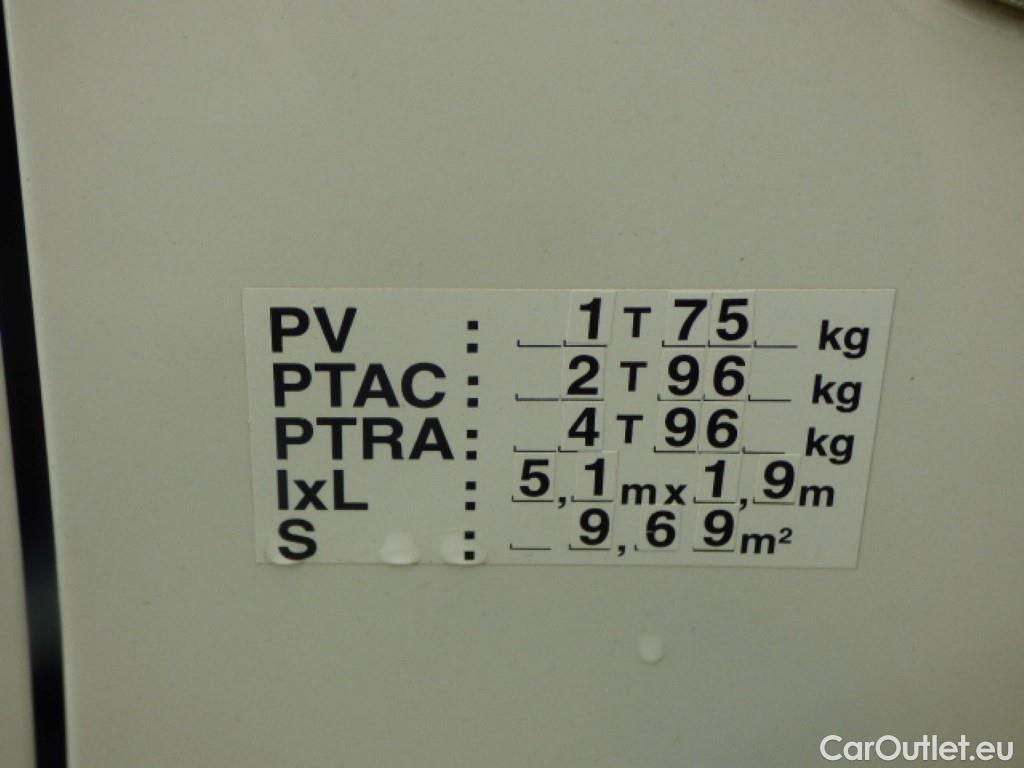 PV : _ 1 T 75 _ kg
PTAC : _ 2 T 96 _ kg
PTRA : _ 4 T 96 _ kg
lxL : 5,1 m x 1,9 m
S : _ 9,69 m²
CarOutlet.eu